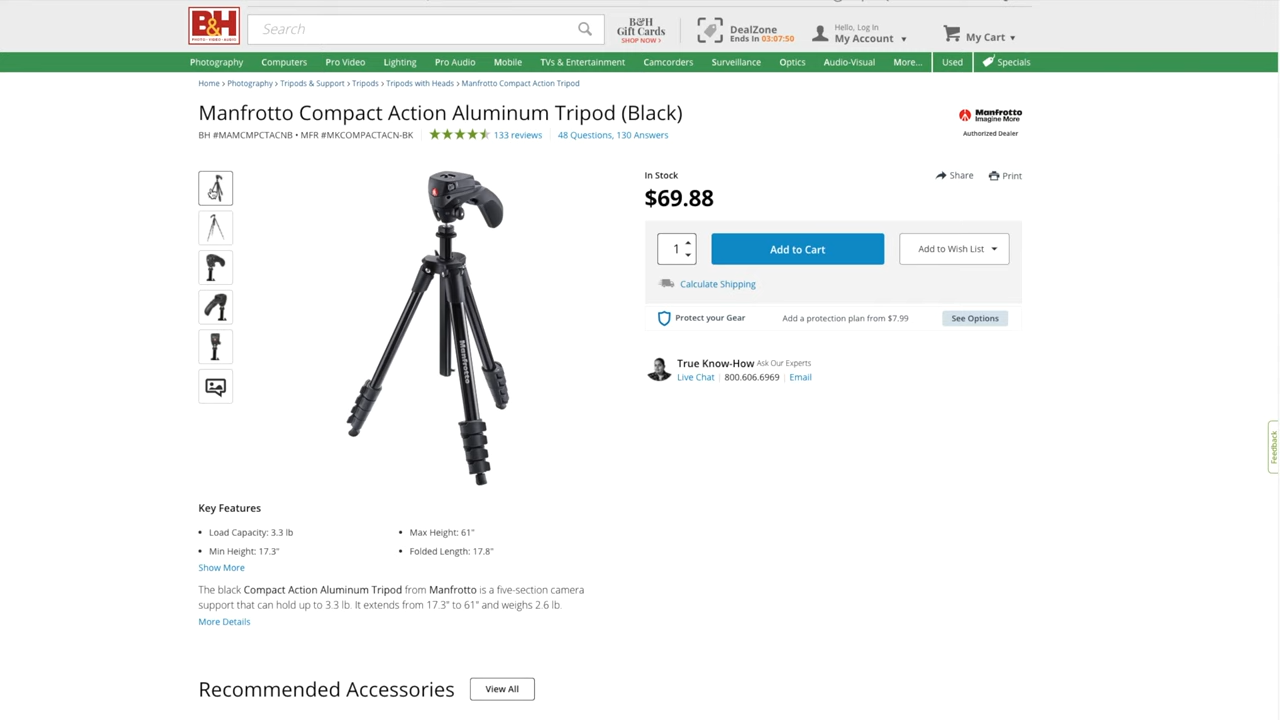 B&H
PHOTO • VIDEO • AUDIO
Search
B&H
Gift Cards
SHOP NOW >
DealZone
Ends In 03:07:50
Hello, Log In
My Account
My Cart
Photography Computers Pro Video Lighting Pro Audio Mobile TVs & Entertainment Camcorders Surveillance Optics Audio-Visual More... Used Specials
Home > Photography > Tripods & Support > Tripods > Tripods with Heads > Manfrotto Compact Action Tripod
Manfrotto Compact Action Aluminum Tripod (Black)
BH #MAMCMPCTACNB • MFR #MKCOMPACTACN-BK 133 reviews 48 Questions, 130 Answers
Manfrotto
Imagine More
Authorized Dealer
In Stock
Share Print
$69.88
1 Add to Cart Add to Wish List
Calculate Shipping
Protect your Gear Add a protection plan from $7.99 See Options
True Know-How Ask Our Experts
Live Chat 800.606.6969 Email
Manfrotto
Feedback
Key Features
• Load Capacity: 3.3 lb
• Max Height: 61"
• Min Height: 17.3"
• Folded Length: 17.8"
Show More
The black Compact Action Aluminum Tripod from Manfrotto is a five-section camera
support that can hold up to 3.3 lb. It extends from 17.3" to 61" and weighs 2.6 lb.
More Details
Recommended Accessories View All